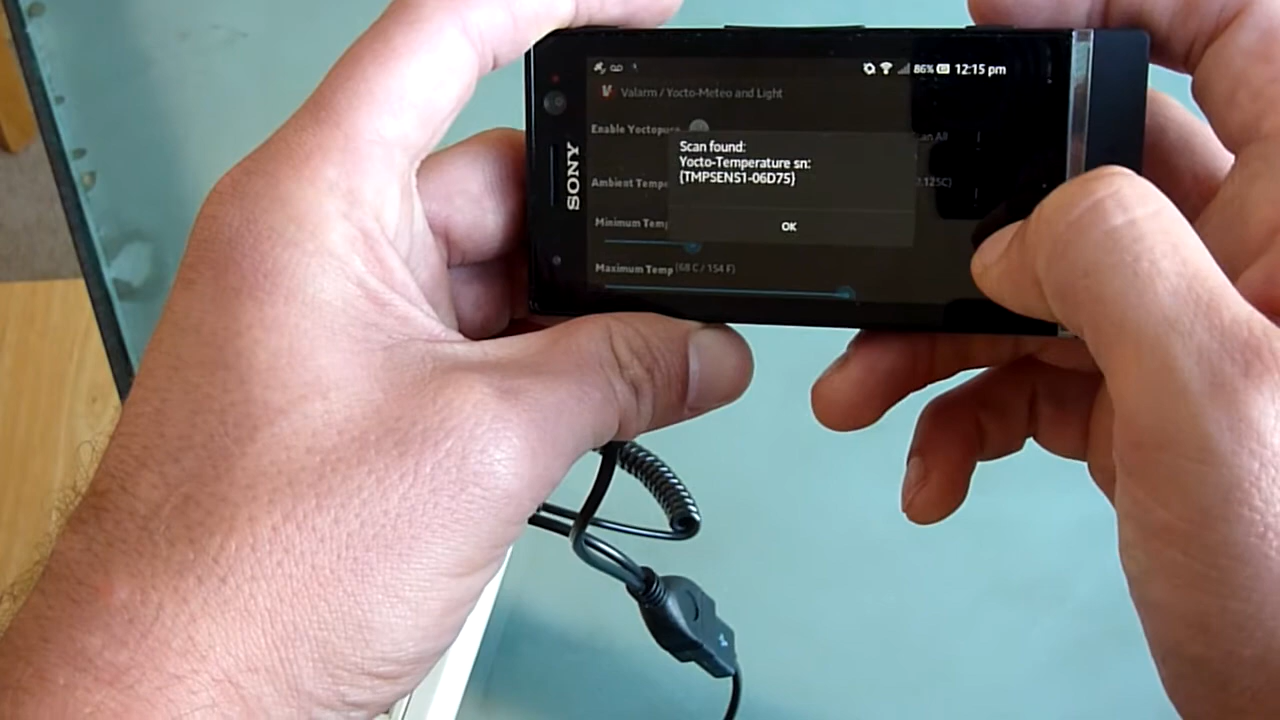 86% 12:15 pm
Valarm / Yocto-Meteo and Light
Enable Yoctopuc
Scan found:
Yocto-Temperature sn:
(TMPSENS1-06D75)
OK
Ambient Temp
Minimum Temp
Maximum Temp (68 C / 154 F)
SONY